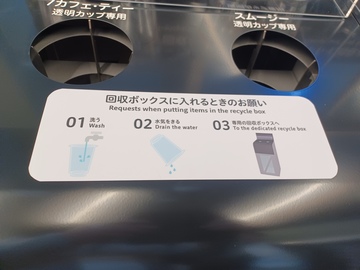 カフェ・ティー
透明カップ専用
スムージー
透明カップ専用
回収ボックスに入れるときのお願い
Requests when putting items in the recycle box
01 洗う
Wash
02 水気をきる
Drain the water
03 専用の回収ボックスへ
To the dedicated recycle box